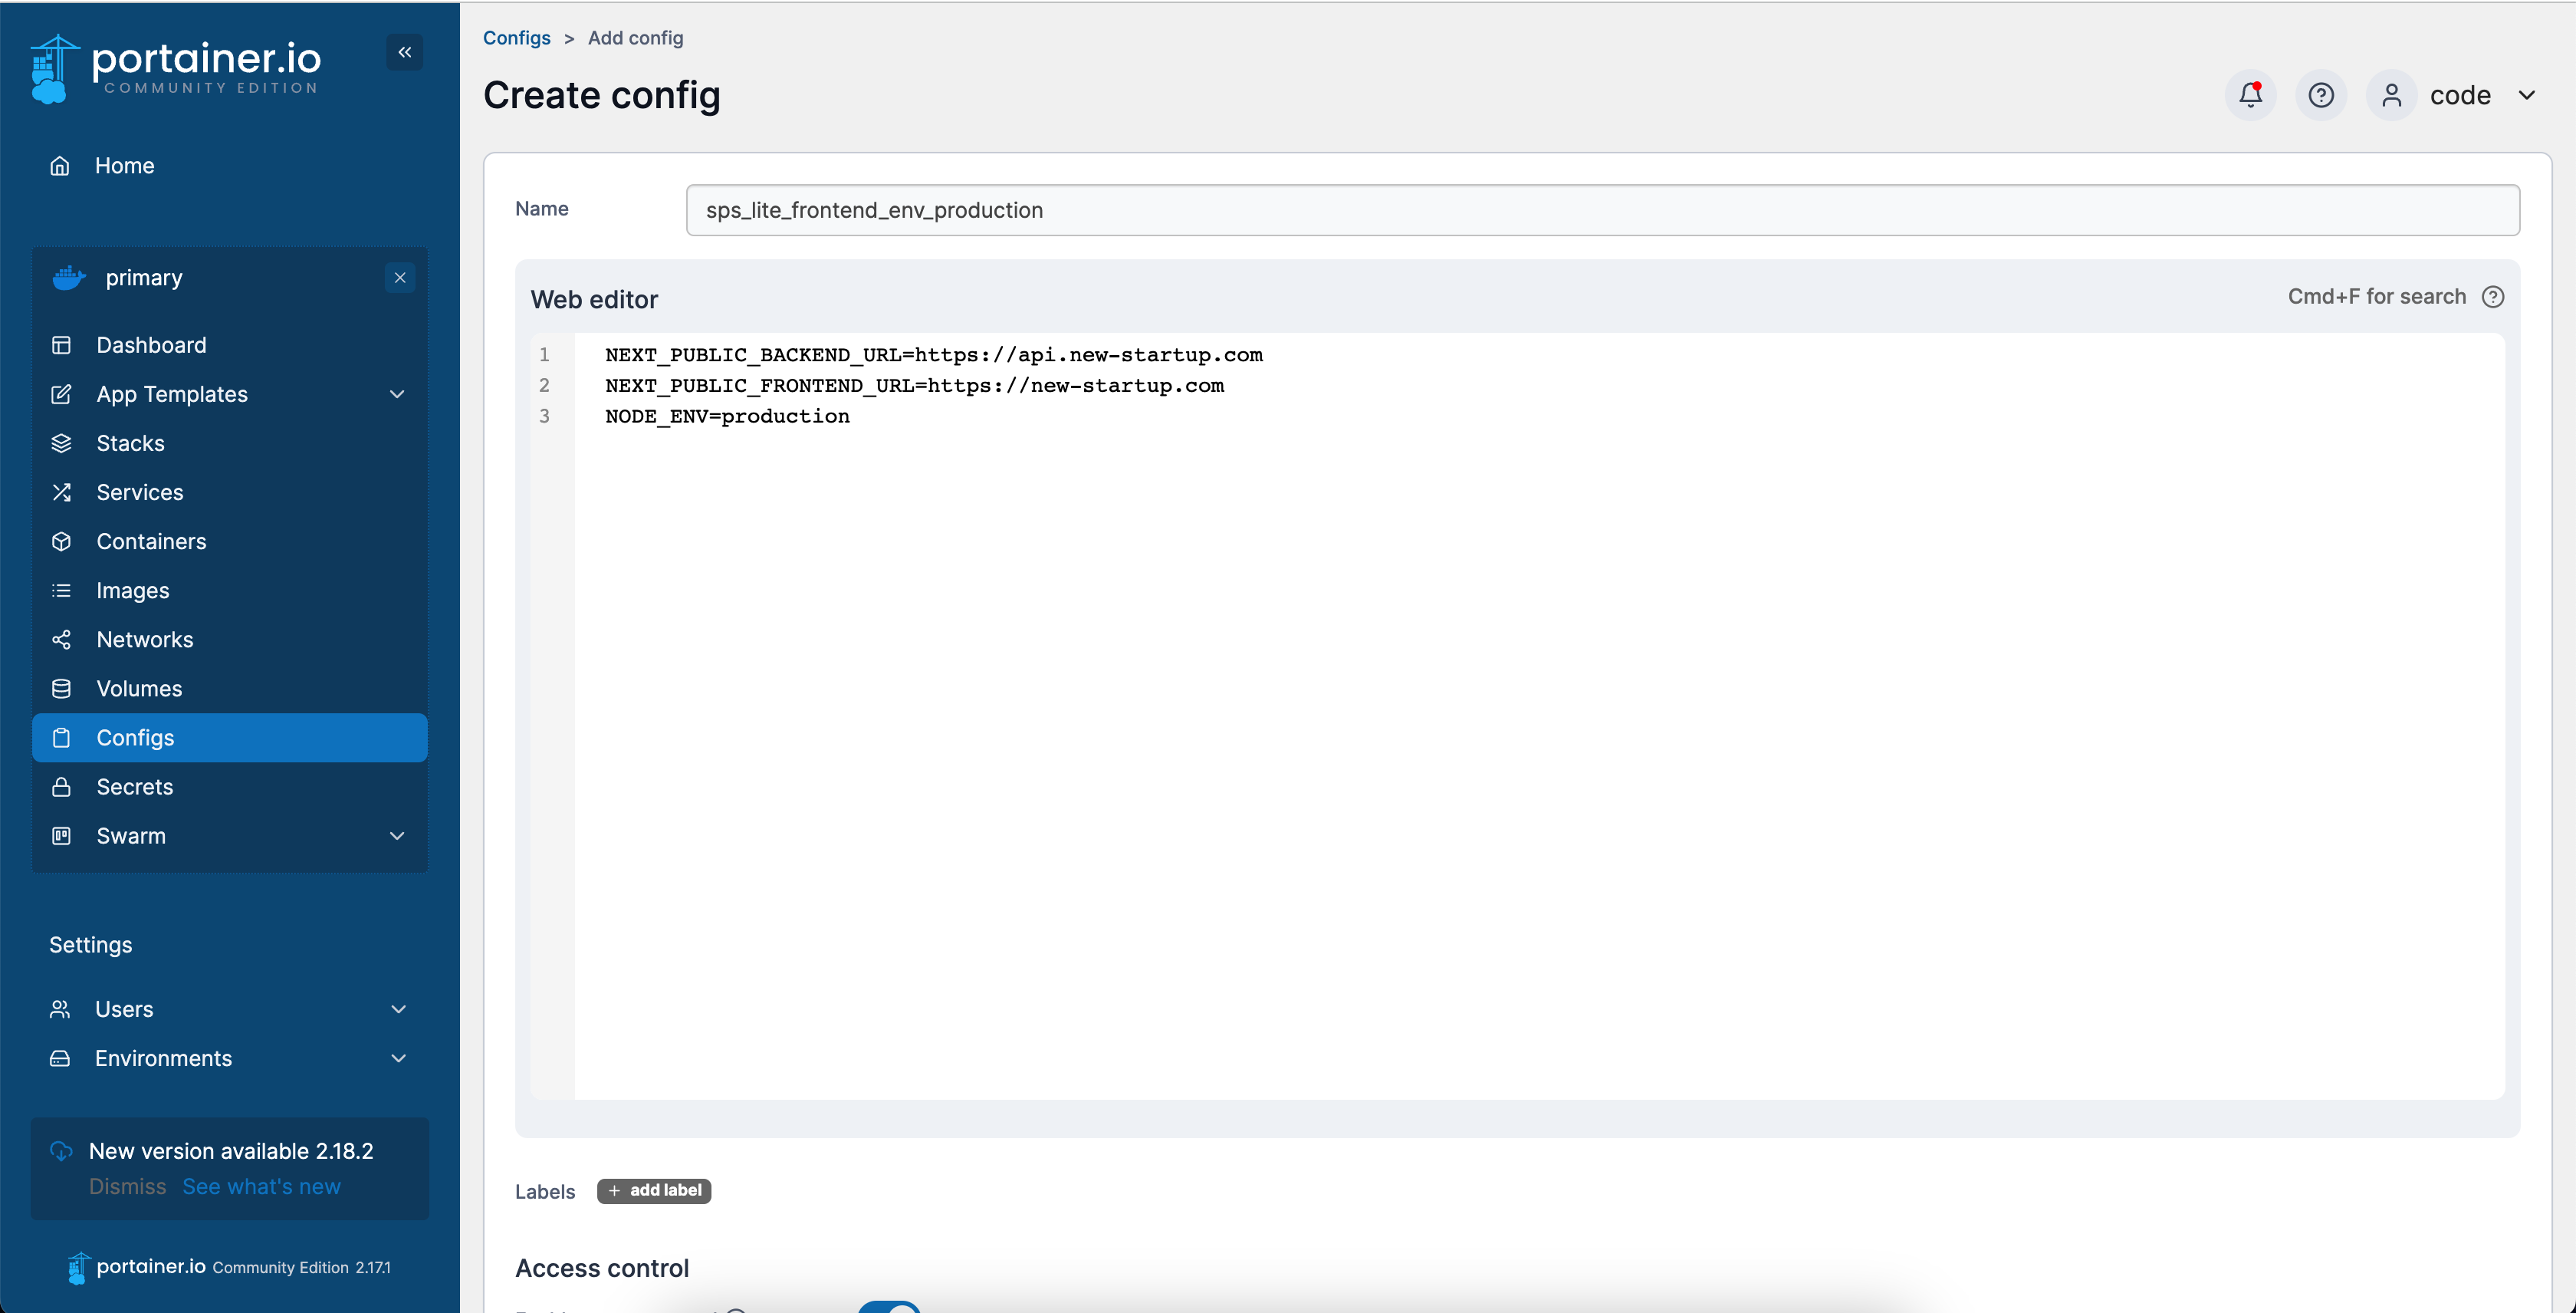 portainer.io
COMMUNITY EDITION
Home
primary
Dashboard
App Templates
Stacks
Services
Containers
Images
Networks
Volumes
Configs
Secrets
Swarm
Settings
Users
Environments
New version available 2.18.2
Dismiss See what's new
portainer.io Community Edition 2.17.1
Configs > Add config
Create config
code
Name
sps_lite_frontend_env_production
Web editor
Cmd+F for search
1 NEXT_PUBLIC_BACKEND_URL=https://api.new-startup.com
2 NEXT_PUBLIC_FRONTEND_URL=https://new-startup.com
3 NODE_ENV=production
Labels
+ add label
Access control